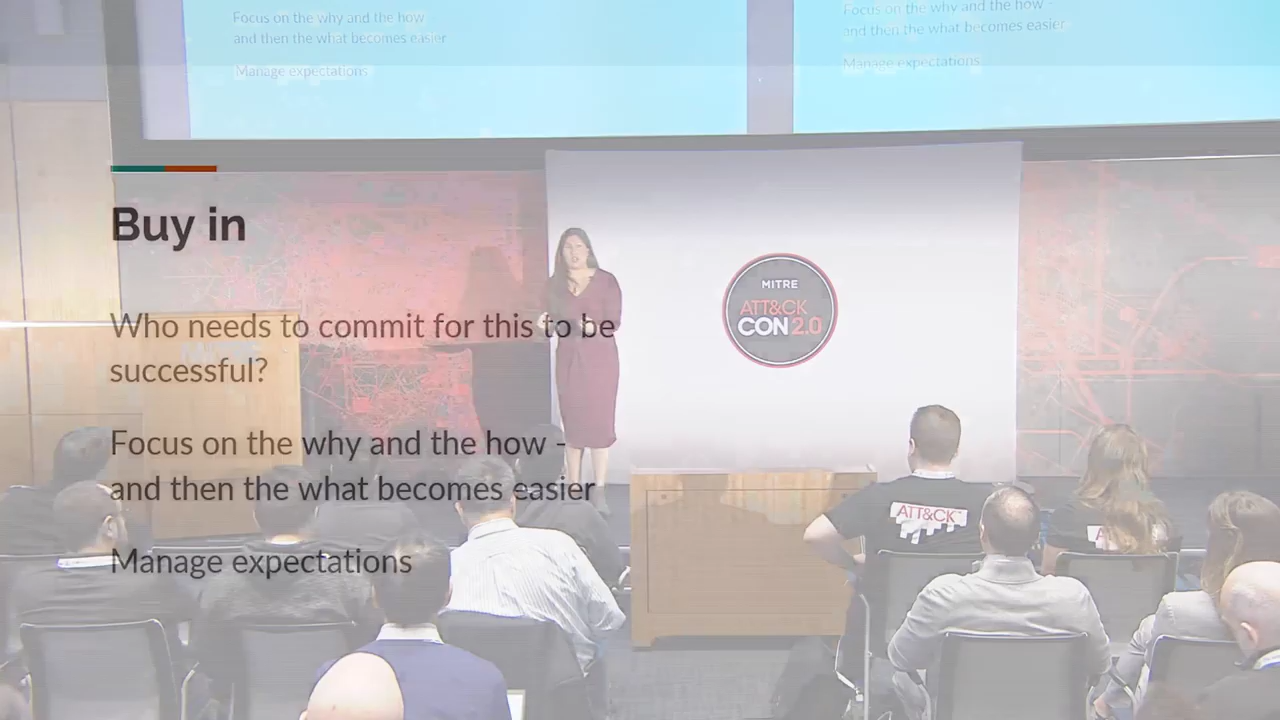 Focus on the why and the how
and then the what becomes easier
Manage expectations
Focus on the why and the how -
and then the what becomes easier
Manage expectations
Buy in
Who needs to commit for this to be
successful?
Focus on the why and the how -
and then the what becomes easier
Manage expectations
MITRE
ATT&CK
CON 2.0
ATT&CK